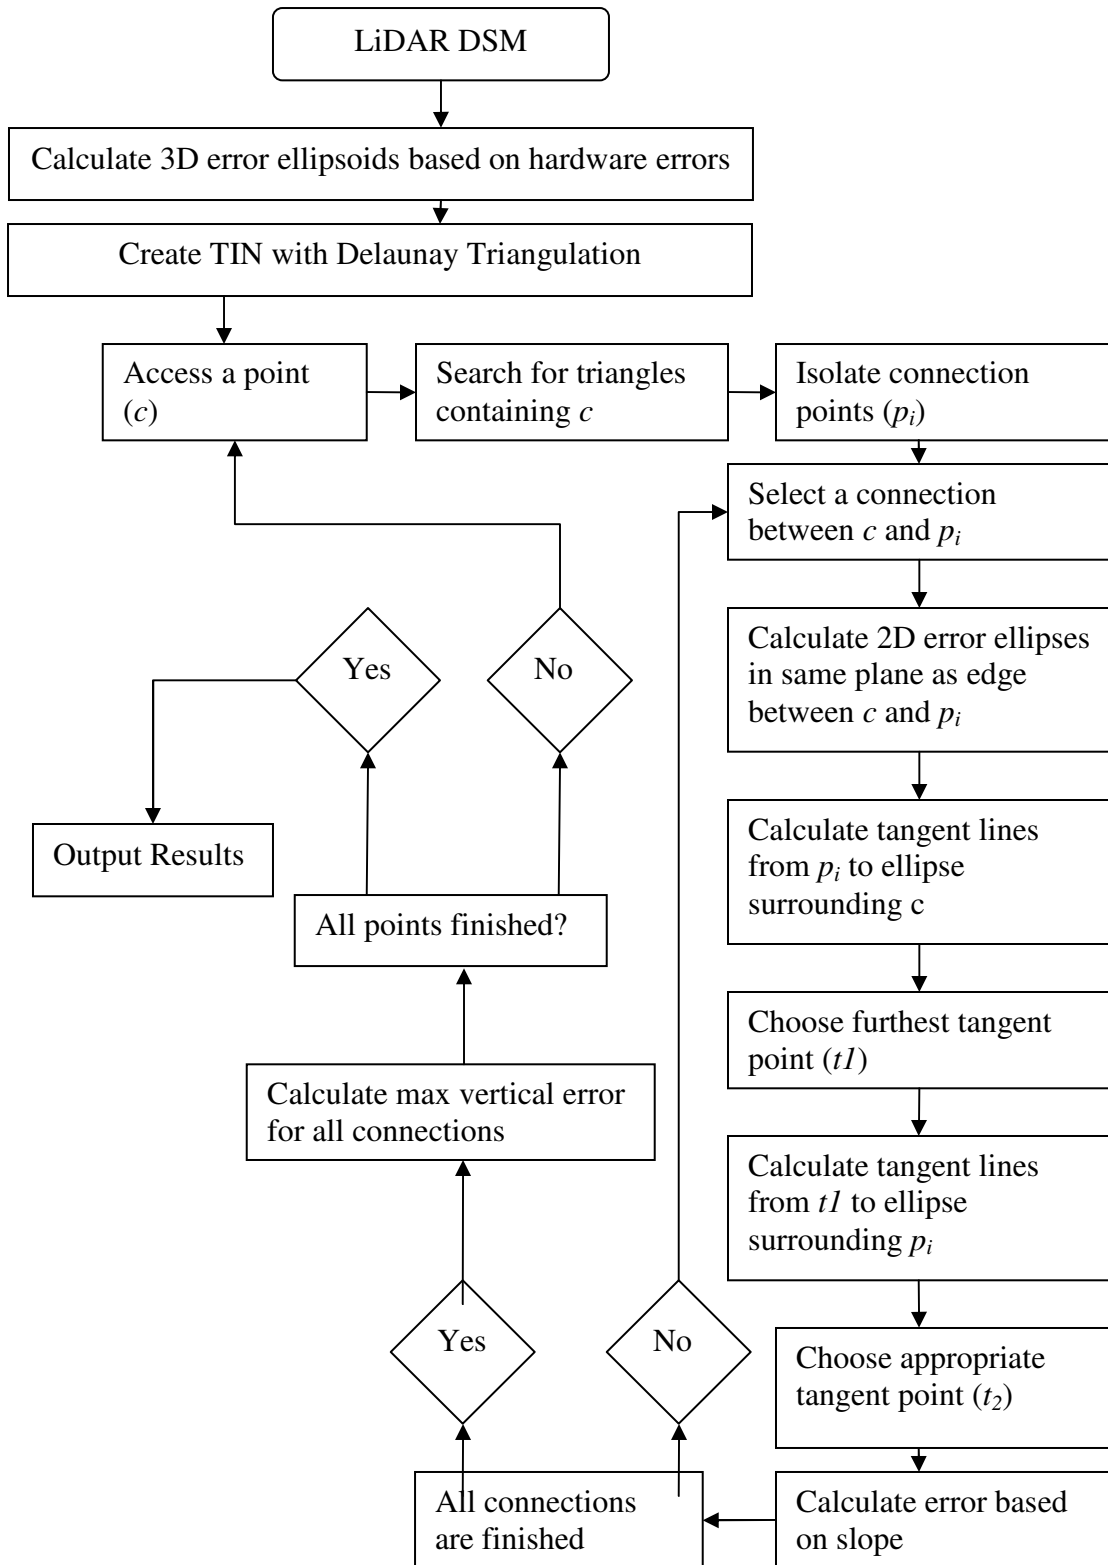 LiDAR DSM
Calculate 3D error ellipsoids based on hardware errors
Create TIN with Delaunay Triangulation
Access a point
(c)
Search for triangles
containing c
Isolate connection
points (pi)
Select a connection
between c and pi
Calculate 2D error ellipses
in same plane as edge
between c and pi
Calculate tangent lines
from pi to ellipse
surrounding c
Choose furthest tangent
point (t1)
Calculate tangent lines
from t1 to ellipse
surrounding pi
Choose appropriate
tangent point (t2)
Calculate error based
on slope
All connections
are finished
Yes
No
Calculate max vertical error
for all connections
All points finished?
Yes
No
Output Results